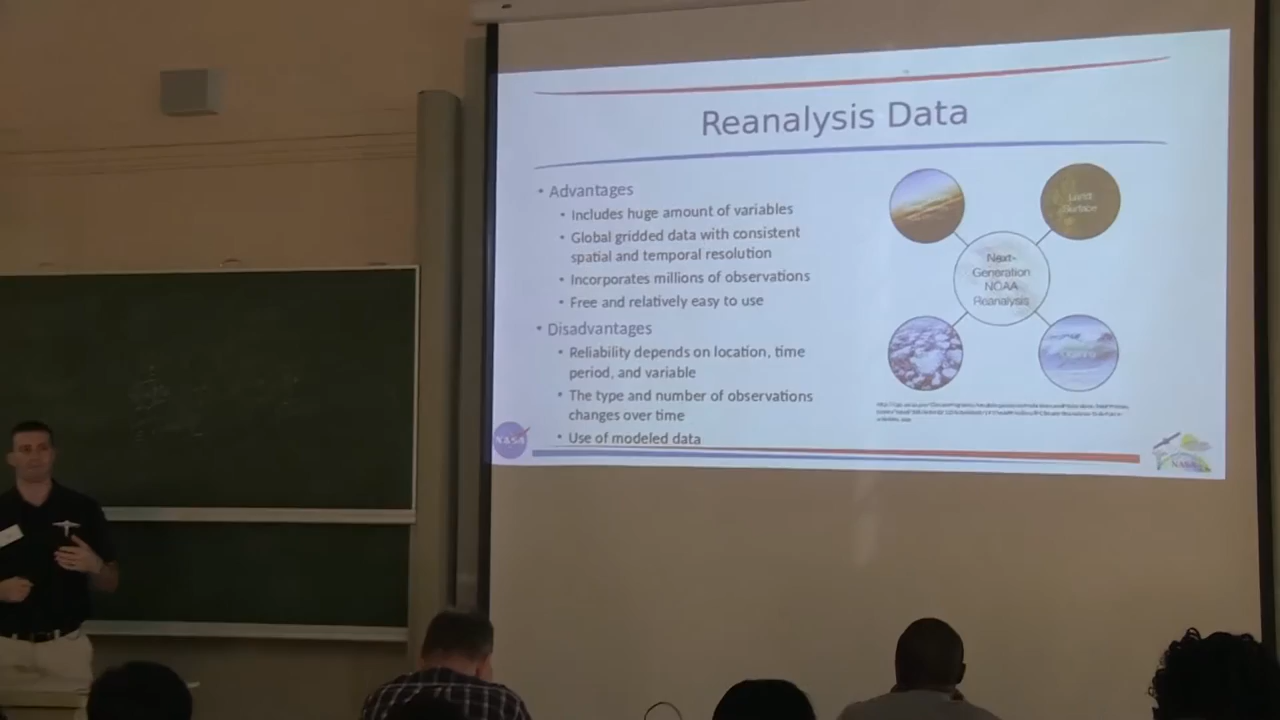 Reanalysis Data
• Advantages
• Includes huge amount of variables
• Global gridded data with consistent
spatial and temporal resolution
• Incorporates millions of observations
• Free and relatively easy to use
• Disadvantages
• Reliability depends on location, time
period, and variable
• The type and number of observations
changes over time
• Use of modeled data
Land
Surface
Next-
Generation
NOAA
Reanalysis
NASA
NASA